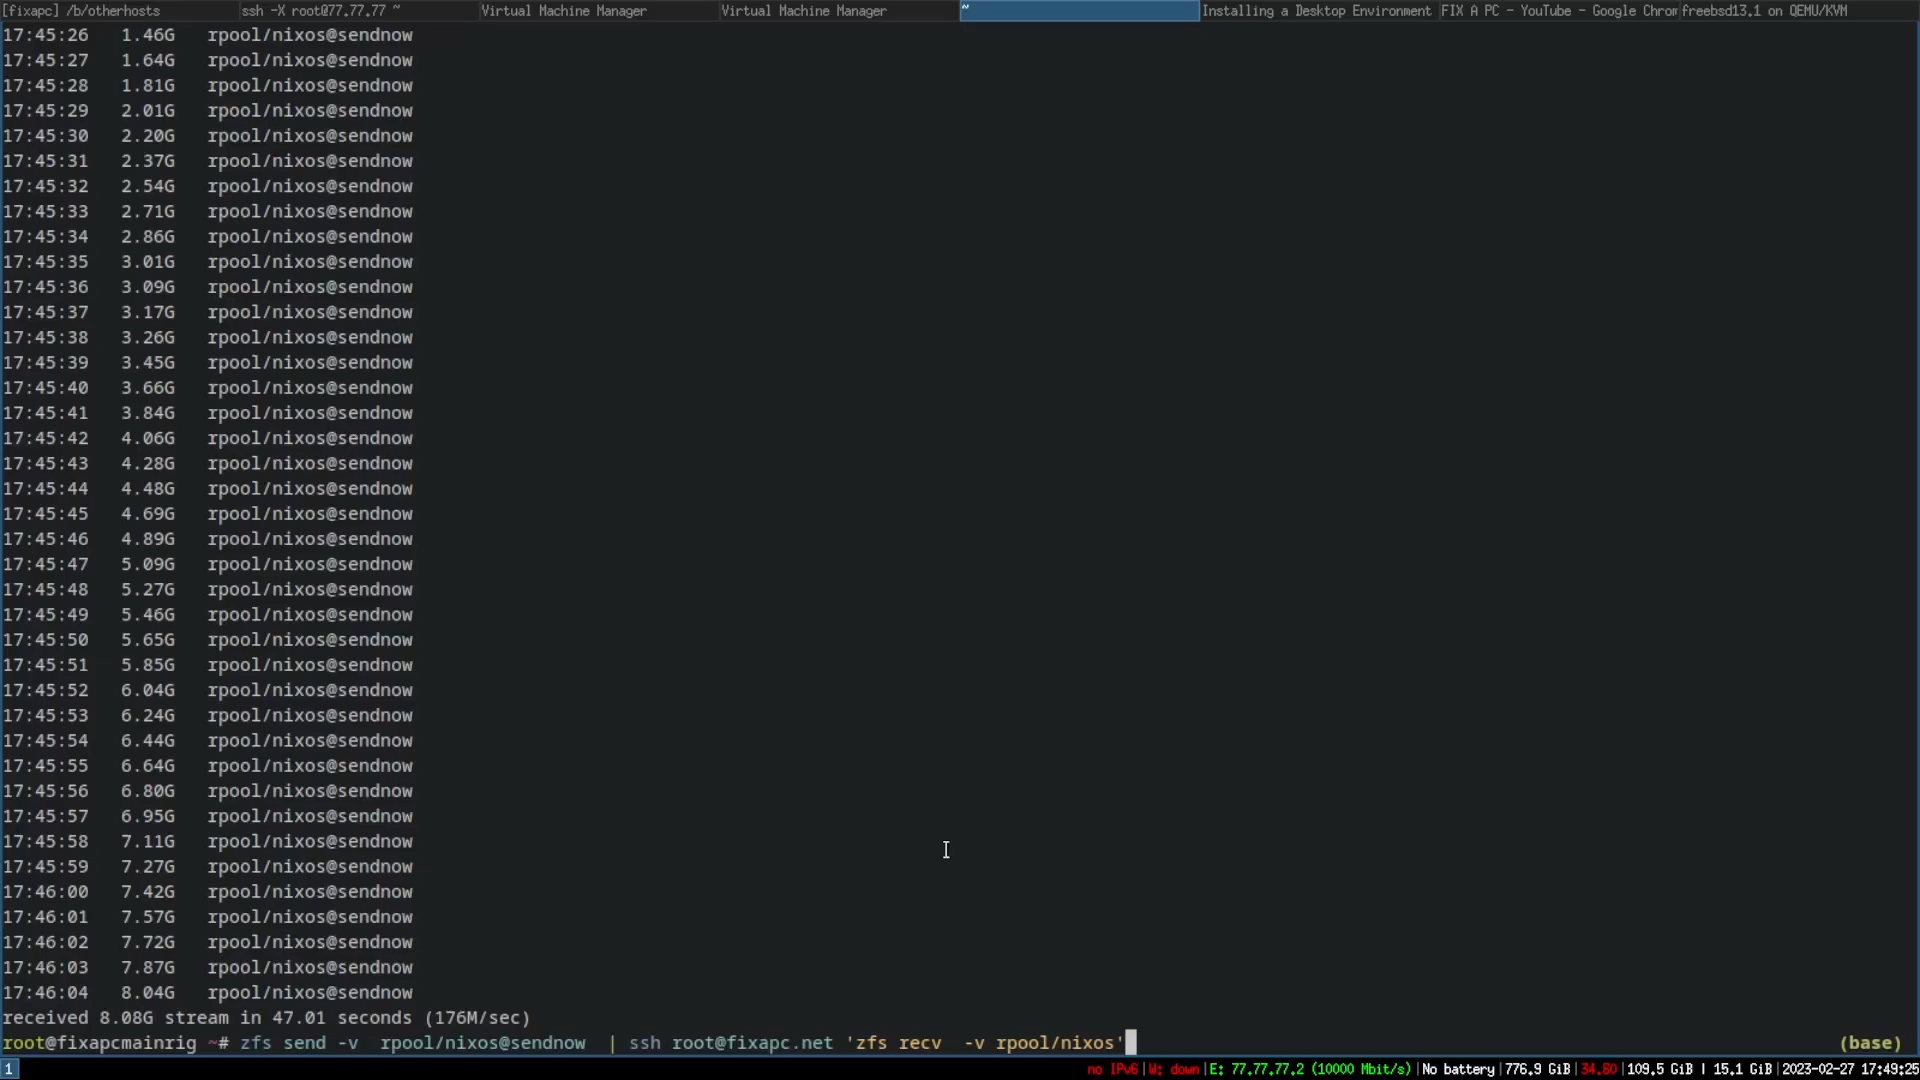 [fixapc] /b/otherhosts ssh -X root@77.77.77 ~ Virtual Machine Manager Virtual Machine Manager ~ Installing a Desktop Environment FIX A PC - YouTube - Google Chrom freebsd13.1 on QEMU/KVM
17:45:26 1.46G rpool/nixos@sendnow
17:45:27 1.64G rpool/nixos@sendnow
17:45:28 1.81G rpool/nixos@sendnow
17:45:29 2.01G rpool/nixos@sendnow
17:45:30 2.20G rpool/nixos@sendnow
17:45:31 2.37G rpool/nixos@sendnow
17:45:32 2.54G rpool/nixos@sendnow
17:45:33 2.71G rpool/nixos@sendnow
17:45:34 2.86G rpool/nixos@sendnow
17:45:35 3.01G rpool/nixos@sendnow
17:45:36 3.09G rpool/nixos@sendnow
17:45:37 3.17G rpool/nixos@sendnow
17:45:38 3.26G rpool/nixos@sendnow
17:45:39 3.45G rpool/nixos@sendnow
17:45:40 3.66G rpool/nixos@sendnow
17:45:41 3.84G rpool/nixos@sendnow
17:45:42 4.06G rpool/nixos@sendnow
17:45:43 4.28G rpool/nixos@sendnow
17:45:44 4.48G rpool/nixos@sendnow
17:45:45 4.69G rpool/nixos@sendnow
17:45:46 4.89G rpool/nixos@sendnow
17:45:47 5.09G rpool/nixos@sendnow
17:45:48 5.27G rpool/nixos@sendnow
17:45:49 5.46G rpool/nixos@sendnow
17:45:50 5.65G rpool/nixos@sendnow
17:45:51 5.85G rpool/nixos@sendnow
17:45:52 6.04G rpool/nixos@sendnow
17:45:53 6.24G rpool/nixos@sendnow
17:45:54 6.44G rpool/nixos@sendnow
17:45:55 6.64G rpool/nixos@sendnow
17:45:56 6.80G rpool/nixos@sendnow
17:45:57 6.95G rpool/nixos@sendnow
17:45:58 7.11G rpool/nixos@sendnow
17:45:59 7.27G rpool/nixos@sendnow
17:46:00 7.42G rpool/nixos@sendnow
17:46:01 7.57G rpool/nixos@sendnow
17:46:02 7.72G rpool/nixos@sendnow
17:46:03 7.87G rpool/nixos@sendnow
17:46:04 8.04G rpool/nixos@sendnow
received 8.08G stream in 47.01 seconds (176M/sec)
root@fixapcmainrig ~# zfs send -v  rpool/nixos@sendnow  | ssh root@fixapc.net 'zfs recv  -v rpool/nixos' (base)
1 no IPv6|W: down|E: 77.77.77.2 (10000 Mbit/s)|No battery|776.9 GiB|34.80|109.5 GiB | 15.1 GiB|2023-02-27 17:49:25